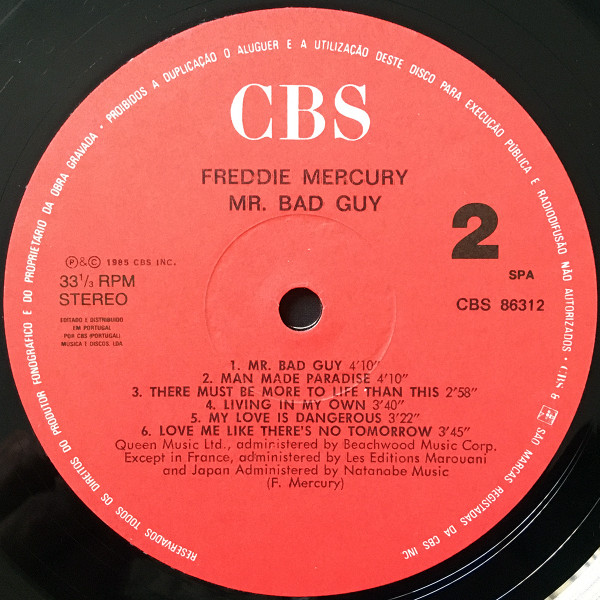 RESERVADOS TODOS OS DIREITOS DO PRODUTOR FONOGRÁFICO E DO PROPRIETÁRIO DA OBRA GRAVADA · PROIBIDOS A DUPLICAÇÃO O ALUGUER E A UTILIZAÇÃO DESTE DISCO PARA EXECUÇÃO PÚBLICA E RADIODIFUSÃO NÃO AUTORIZADOS · CBS & SÃO MARCAS REGISTADAS DA CBS INC
CBS
FREDDIE MERCURY
MR. BAD GUY
2
SPA
CBS 86312
℗&© 1985 CBS INC.
33 1/3 RPM
STEREO
EDITADO E DISTRIBUIDO
EM PORTUGAL
POR CBS (PORTUGAL)
MUSICA E DISCOS, LDA
1. MR. BAD GUY 4'10"
2. MAN MADE PARADISE 4'10"
3. THERE MUST BE MORE TO LIFE THAN THIS 2'58"
4. LIVING IN MY OWN 3'40"
5. MY LOVE IS DANGEROUS 3'22"
6. LOVE ME LIKE THERE'S NO TOMORROW 3'45"
Queen Music Ltd., administered by Beachwood Music Corp.
Except in France, administered by Les Editions Marouani
and Japan Administered by Natanabe Music
(F. Mercury)